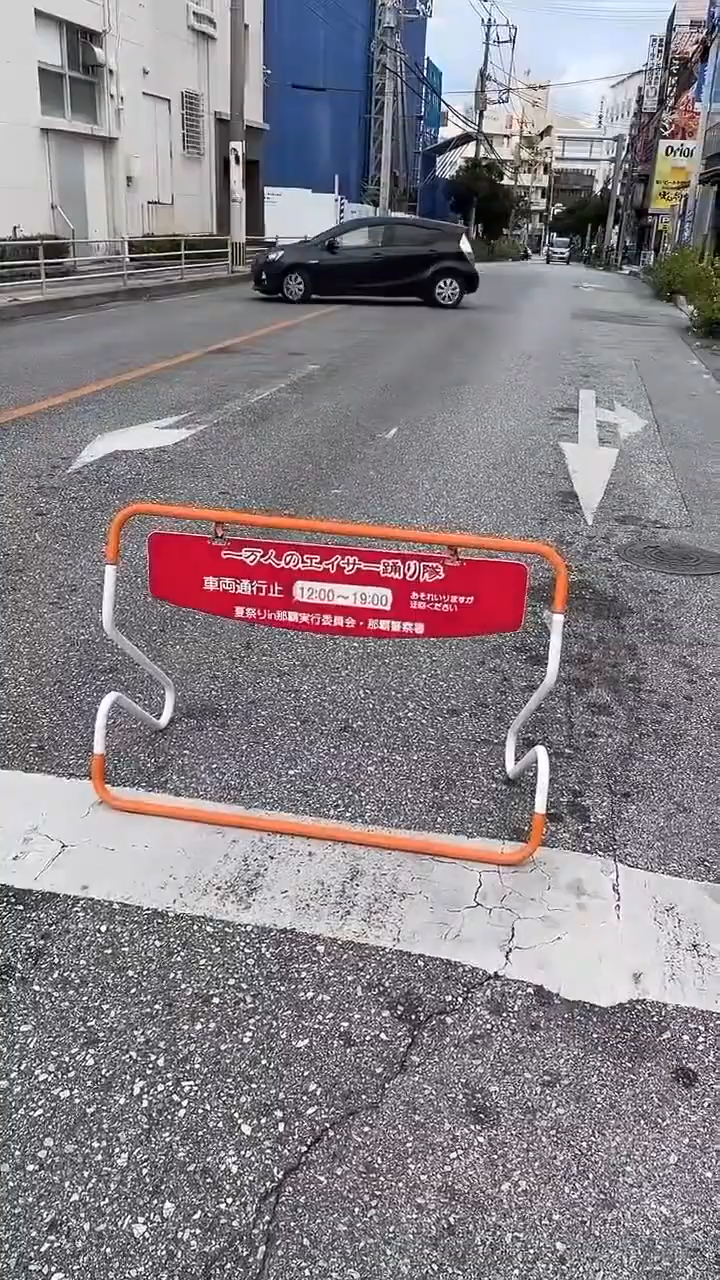 一万人のエイサー踊り隊
車両通行止 12:00～19:00
おそれいりますが
注意ください
夏祭りin那覇実行委員会・那覇警察署
Orion